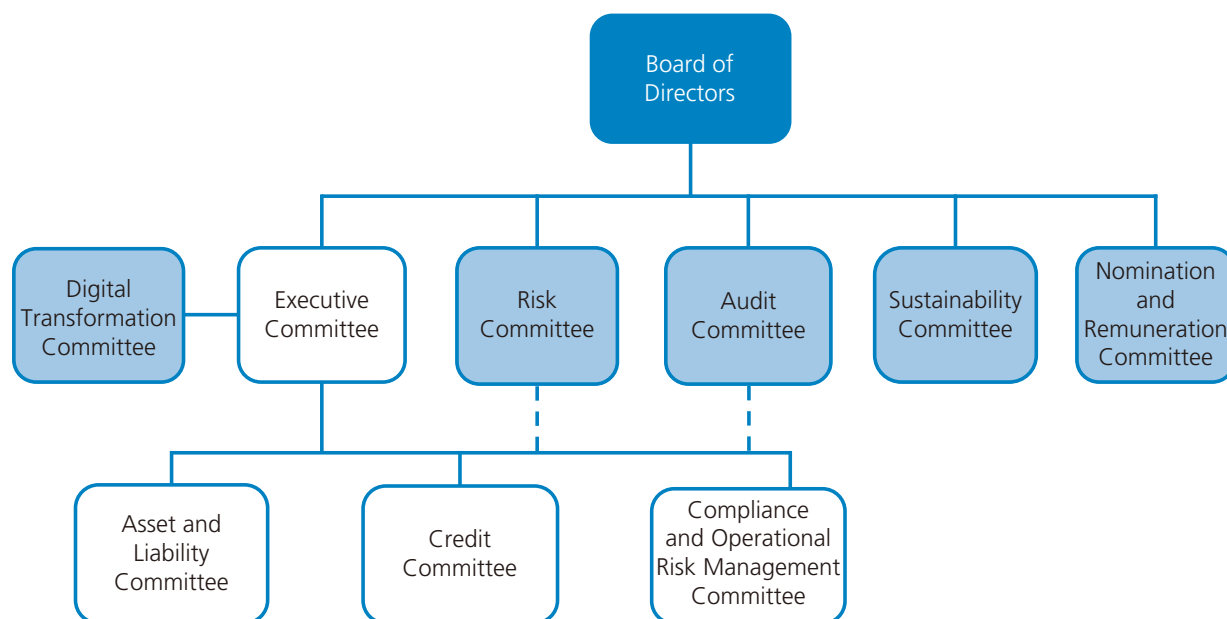 Board of
Directors
Digital
Transformation
Committee
Executive
Committee
Risk
Committee
Audit
Committee
Sustainability
Committee
Nomination
and
Remuneration
Committee
Asset and
Liability
Committee
Credit
Committee
Compliance
and Operational
Risk Management
Committee